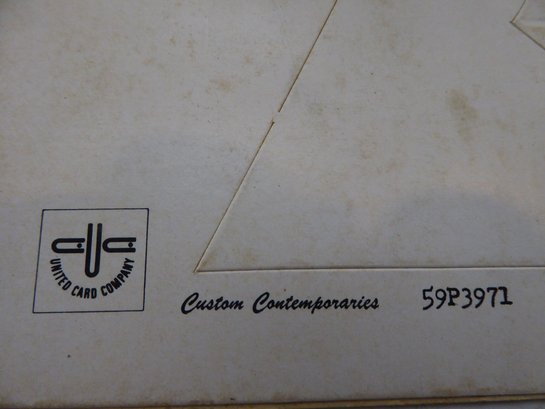 UNITED CARD COMPANY
Custom Contemporaries
59P3971